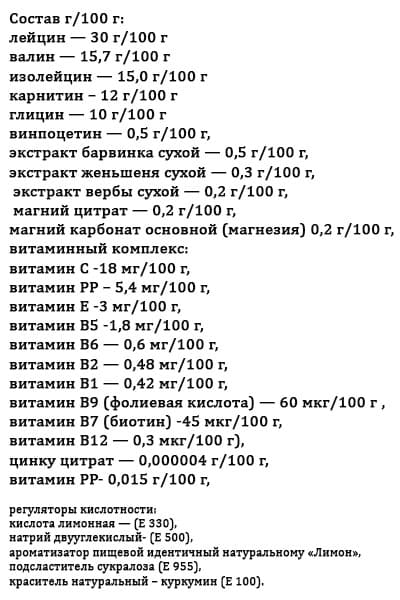 Состав г/100 г:
лейцин — 30 г/100 г
валин — 15,7 г/100 г
изолейцин — 15,0 г/100 г
карнитин – 12 г/100 г
глицин — 10 г/100 г
винпоцетин — 0,5 г/100 г,
экстракт барвинка сухой — 0,5 г/100 г,
экстракт женьшеня сухой — 0,3 г/100 г,
экстракт вербы сухой — 0,2 г/100 г,
магний цитрат — 0,2 г/100 г,
магний карбонат основной (магнезия) 0,2 г/100 г,
витаминный комплекс:
витамин С -18 мг/100 г,
витамин РР – 5,4 мг/100 г,
витамин Е -3 мг/100 г,
витамин В5 -1,8 мг/100 г,
витамин В6 — 0,6 мг/100 г,
витамин В2 — 0,48 мг/100 г,
витамин В1 — 0,42 мг/100 г,
витамин В9 (фолиевая кислота) — 60 мкг/100 г ,
витамин В7 (биотин) -45 мкг/100 г,
витамин В12 — 0,3 мкг/100 г),
цинку цитрат — 0,000004 г/100 г,
витамин РР- 0,015 г/100 г,
регуляторы кислотности:
кислота лимонная — (Е 330),
натрий двууглекислый- (Е 500),
ароматизатор пищевой идентичный натуральному «Лимон»,
подсластитель сукралоза (Е 955),
краситель натуральный – куркумин (Е 100).